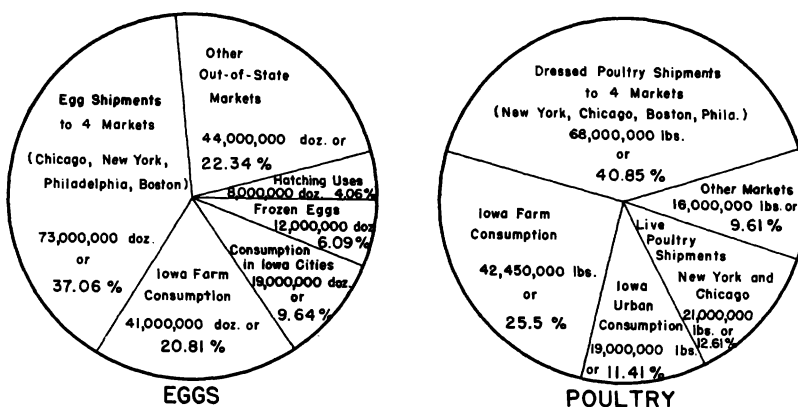 Egg Shipments
to 4 Markets
(Chicago, New York,
Philadelphia, Boston)
73,000,000 doz.
or
37.06 %
Other
Out-of-State
Markets
44,000,000 doz. or
22.34 %
Hatching Uses
8,000,000 doz. 4.06%
Frozen Eggs
12,000,000 doz
6.09%
Consumption
in Iowa Cities
19,000,000 doz.
or
9.64 %
Iowa Farm
Consumption
41,000,000 doz. or
20.81 %
EGGS
Dressed Poultry Shipments
to 4 Markets
(New York, Chicago, Boston, Phila.)
68,000,000 lbs.
or
40.85 %
Other Markets
16,000,000 lbs. or
9.61 %
Live
Poultry
Shipments
New York and
Chicago
21,000,000
lbs. or
12.61%
Iowa Urban
Consumption
19,000,000 lbs.
or 11.41 %
Iowa Farm
Consumption
42,450,000 lbs.
or
25.5 %
POULTRY